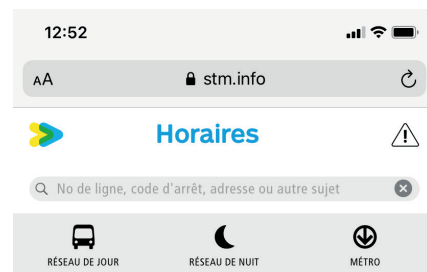 12:52
AA stm.info
Horaires
No de ligne, code d'arrêt, adresse ou autre sujet
RÉSEAU DE JOUR RÉSEAU DE NUIT MÉTRO